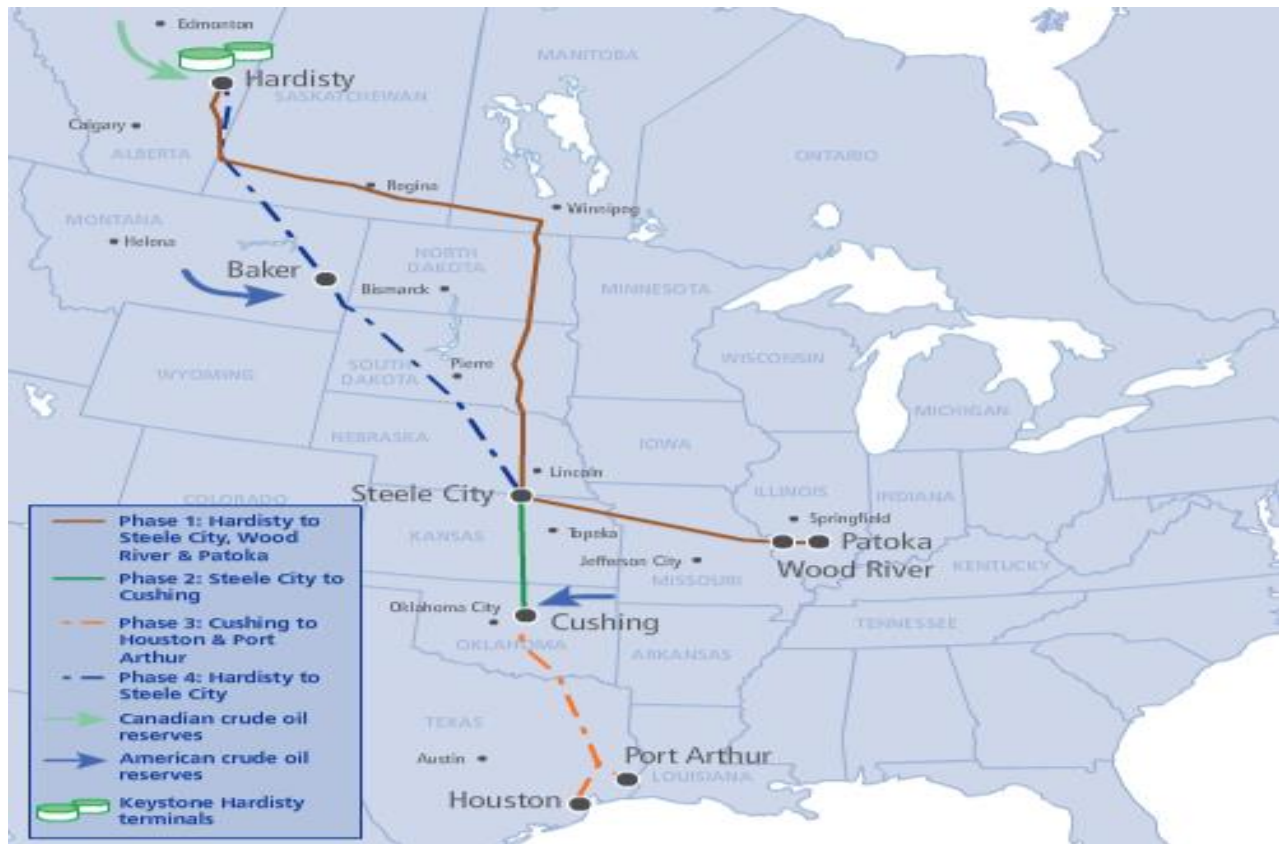 Edmonton
Hardisty
MANITOBA
SASKATCHEWAN
Calgary
ALBERTA
ONTARIO
Regina
Winnipeg
MONTANA
Helena
NORTH
DAKOTA
Baker
Bismarck
MINNESOTA
WISCONSIN
SOUTH
DAKOTA
Pierre
WYOMING
MICHIGAN
NEBRASKA
IOWA
Lincoln
Steele City
COLORADO
ILLINOIS
INDIANA
Springfield
KANSAS
Topeka
Patoka
Jefferson City
Wood River
MISSOURI
KENTUCKY
Oklahoma City
Cushing
OKLAHOMA
TENNESSEE
ARKANSAS
TEXAS
Austin
Port Arthur
LOUISIANA
Houston
Phase 1: Hardisty to
Steele City, Wood
River & Patoka
Phase 2: Steele City to
Cushing
Phase 3: Cushing to
Houston & Port
Arthur
Phase 4: Hardisty to
Steele City
Canadian crude oil
reserves
American crude oil
reserves
Keystone Hardisty
terminals